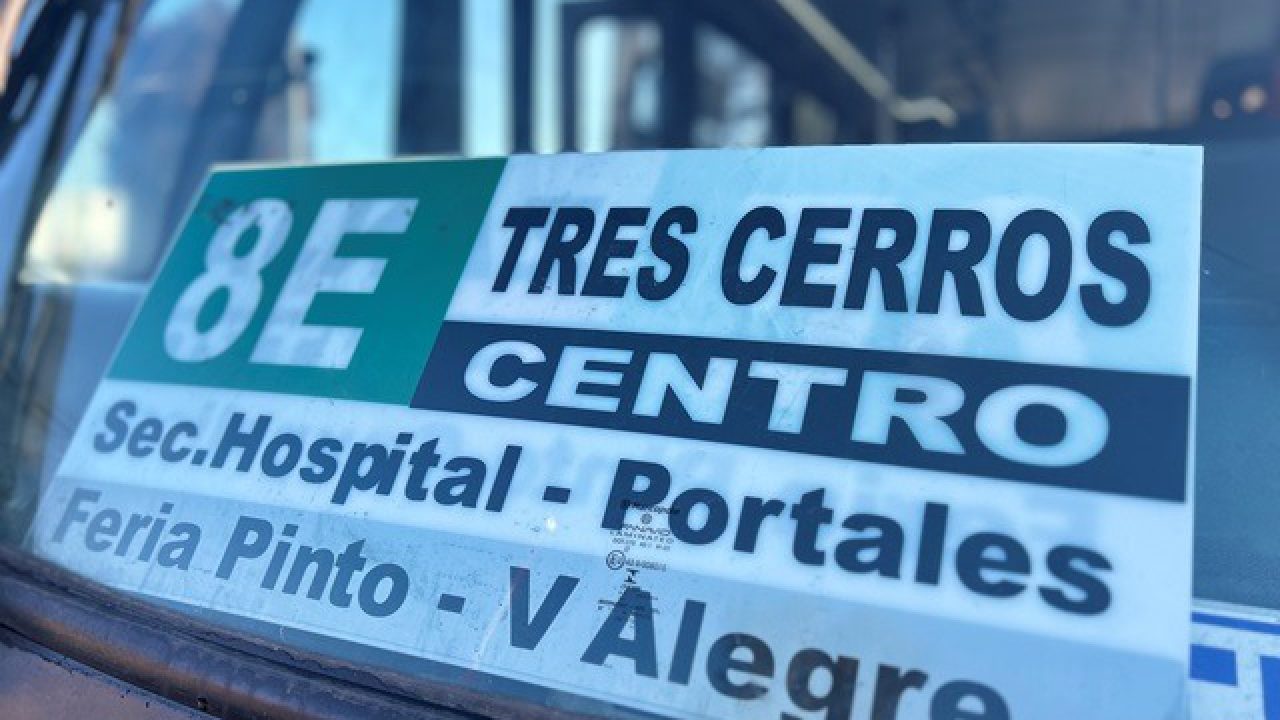 8E
TRES CERROS
CENTRO
Sec.Hospital - Portales
Feria Pinto - V Alegre